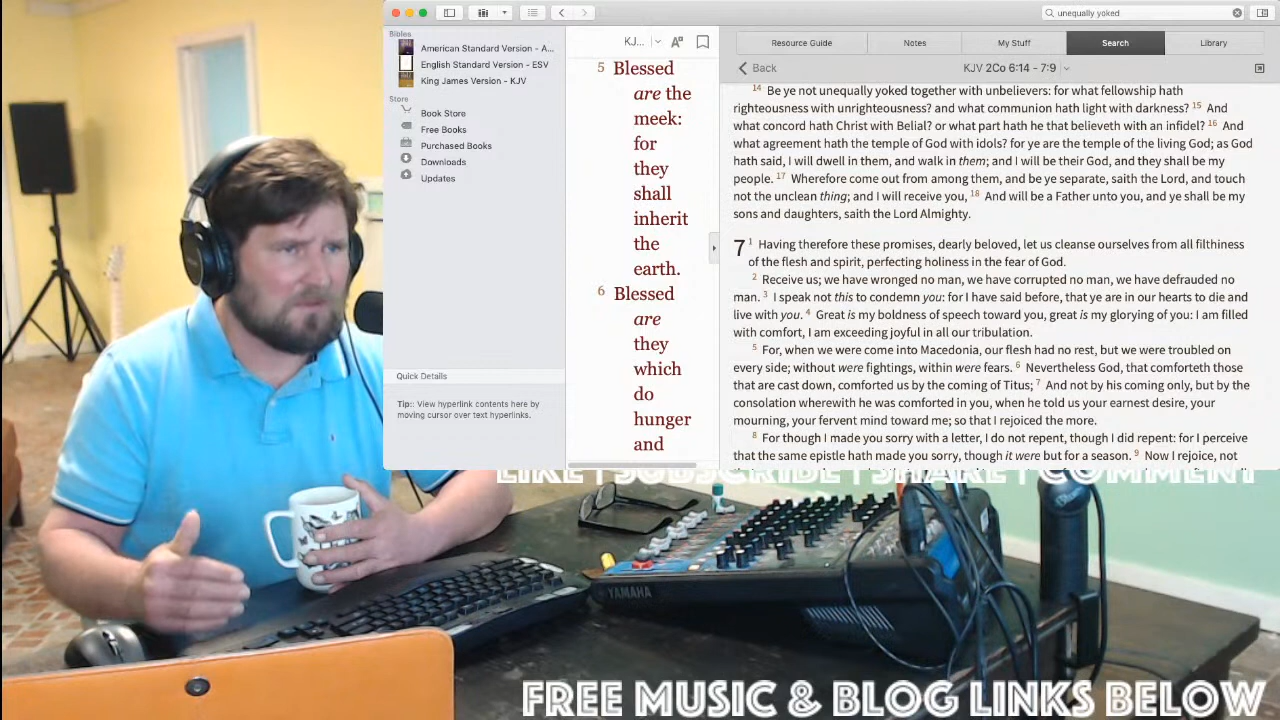 unequally yoked
Bibles
American Standard Version - A...
English Standard Version - ESV
King James Version - KJV
Store
Book Store
Free Books
Purchased Books
Downloads
Updates
Quick Details
Tip:: View hyperlink contents here by
moving cursor over text hyperlinks.
KJ...
5 Blessed
are the
meek:
for
they
shall
inherit
the
earth.
6 Blessed
are
they
which
do
hunger
and
Resource Guide Notes My Stuff Search Library
Back KJV 2Co 6:14 - 7:9
14 Be ye not unequally yoked together with unbelievers: for what fellowship hath
righteousness with unrighteousness? and what communion hath light with darkness? 15 And
what concord hath Christ with Belial? or what part hath he that believeth with an infidel? 16 And
what agreement hath the temple of God with idols? for ye are the temple of the living God; as God
hath said, I will dwell in them, and walk in them; and I will be their God, and they shall be my
people. 17 Wherefore come out from among them, and be ye separate, saith the Lord, and touch
not the unclean thing; and I will receive you, 18 And will be a Father unto you, and ye shall be my
sons and daughters, saith the Lord Almighty.
7 1 Having therefore these promises, dearly beloved, let us cleanse ourselves from all filthiness
of the flesh and spirit, perfecting holiness in the fear of God.
2 Receive us; we have wronged no man, we have corrupted no man, we have defrauded no
man. 3 I speak not this to condemn you: for I have said before, that ye are in our hearts to die and
live with you. 4 Great is my boldness of speech toward you, great is my glorying of you: I am filled
with comfort, I am exceeding joyful in all our tribulation.
5 For, when we were come into Macedonia, our flesh had no rest, but we were troubled on
every side; without were fightings, within were fears. 6 Nevertheless God, that comforteth those
that are cast down, comforted us by the coming of Titus; 7 And not by his coming only, but by the
consolation wherewith he was comforted in you, when he told us your earnest desire, your
mourning, your fervent mind toward me; so that I rejoiced the more.
8 For though I made you sorry with a letter, I do not repent, though I did repent: for I perceive
that the same epistle hath made you sorry, though it were but for a season. 9 Now I rejoice, not
LIKE | SUBSCRIBE | SHARE | COMMENT
YAMAHA
FREE MUSIC & BLOG LINKS BELOW